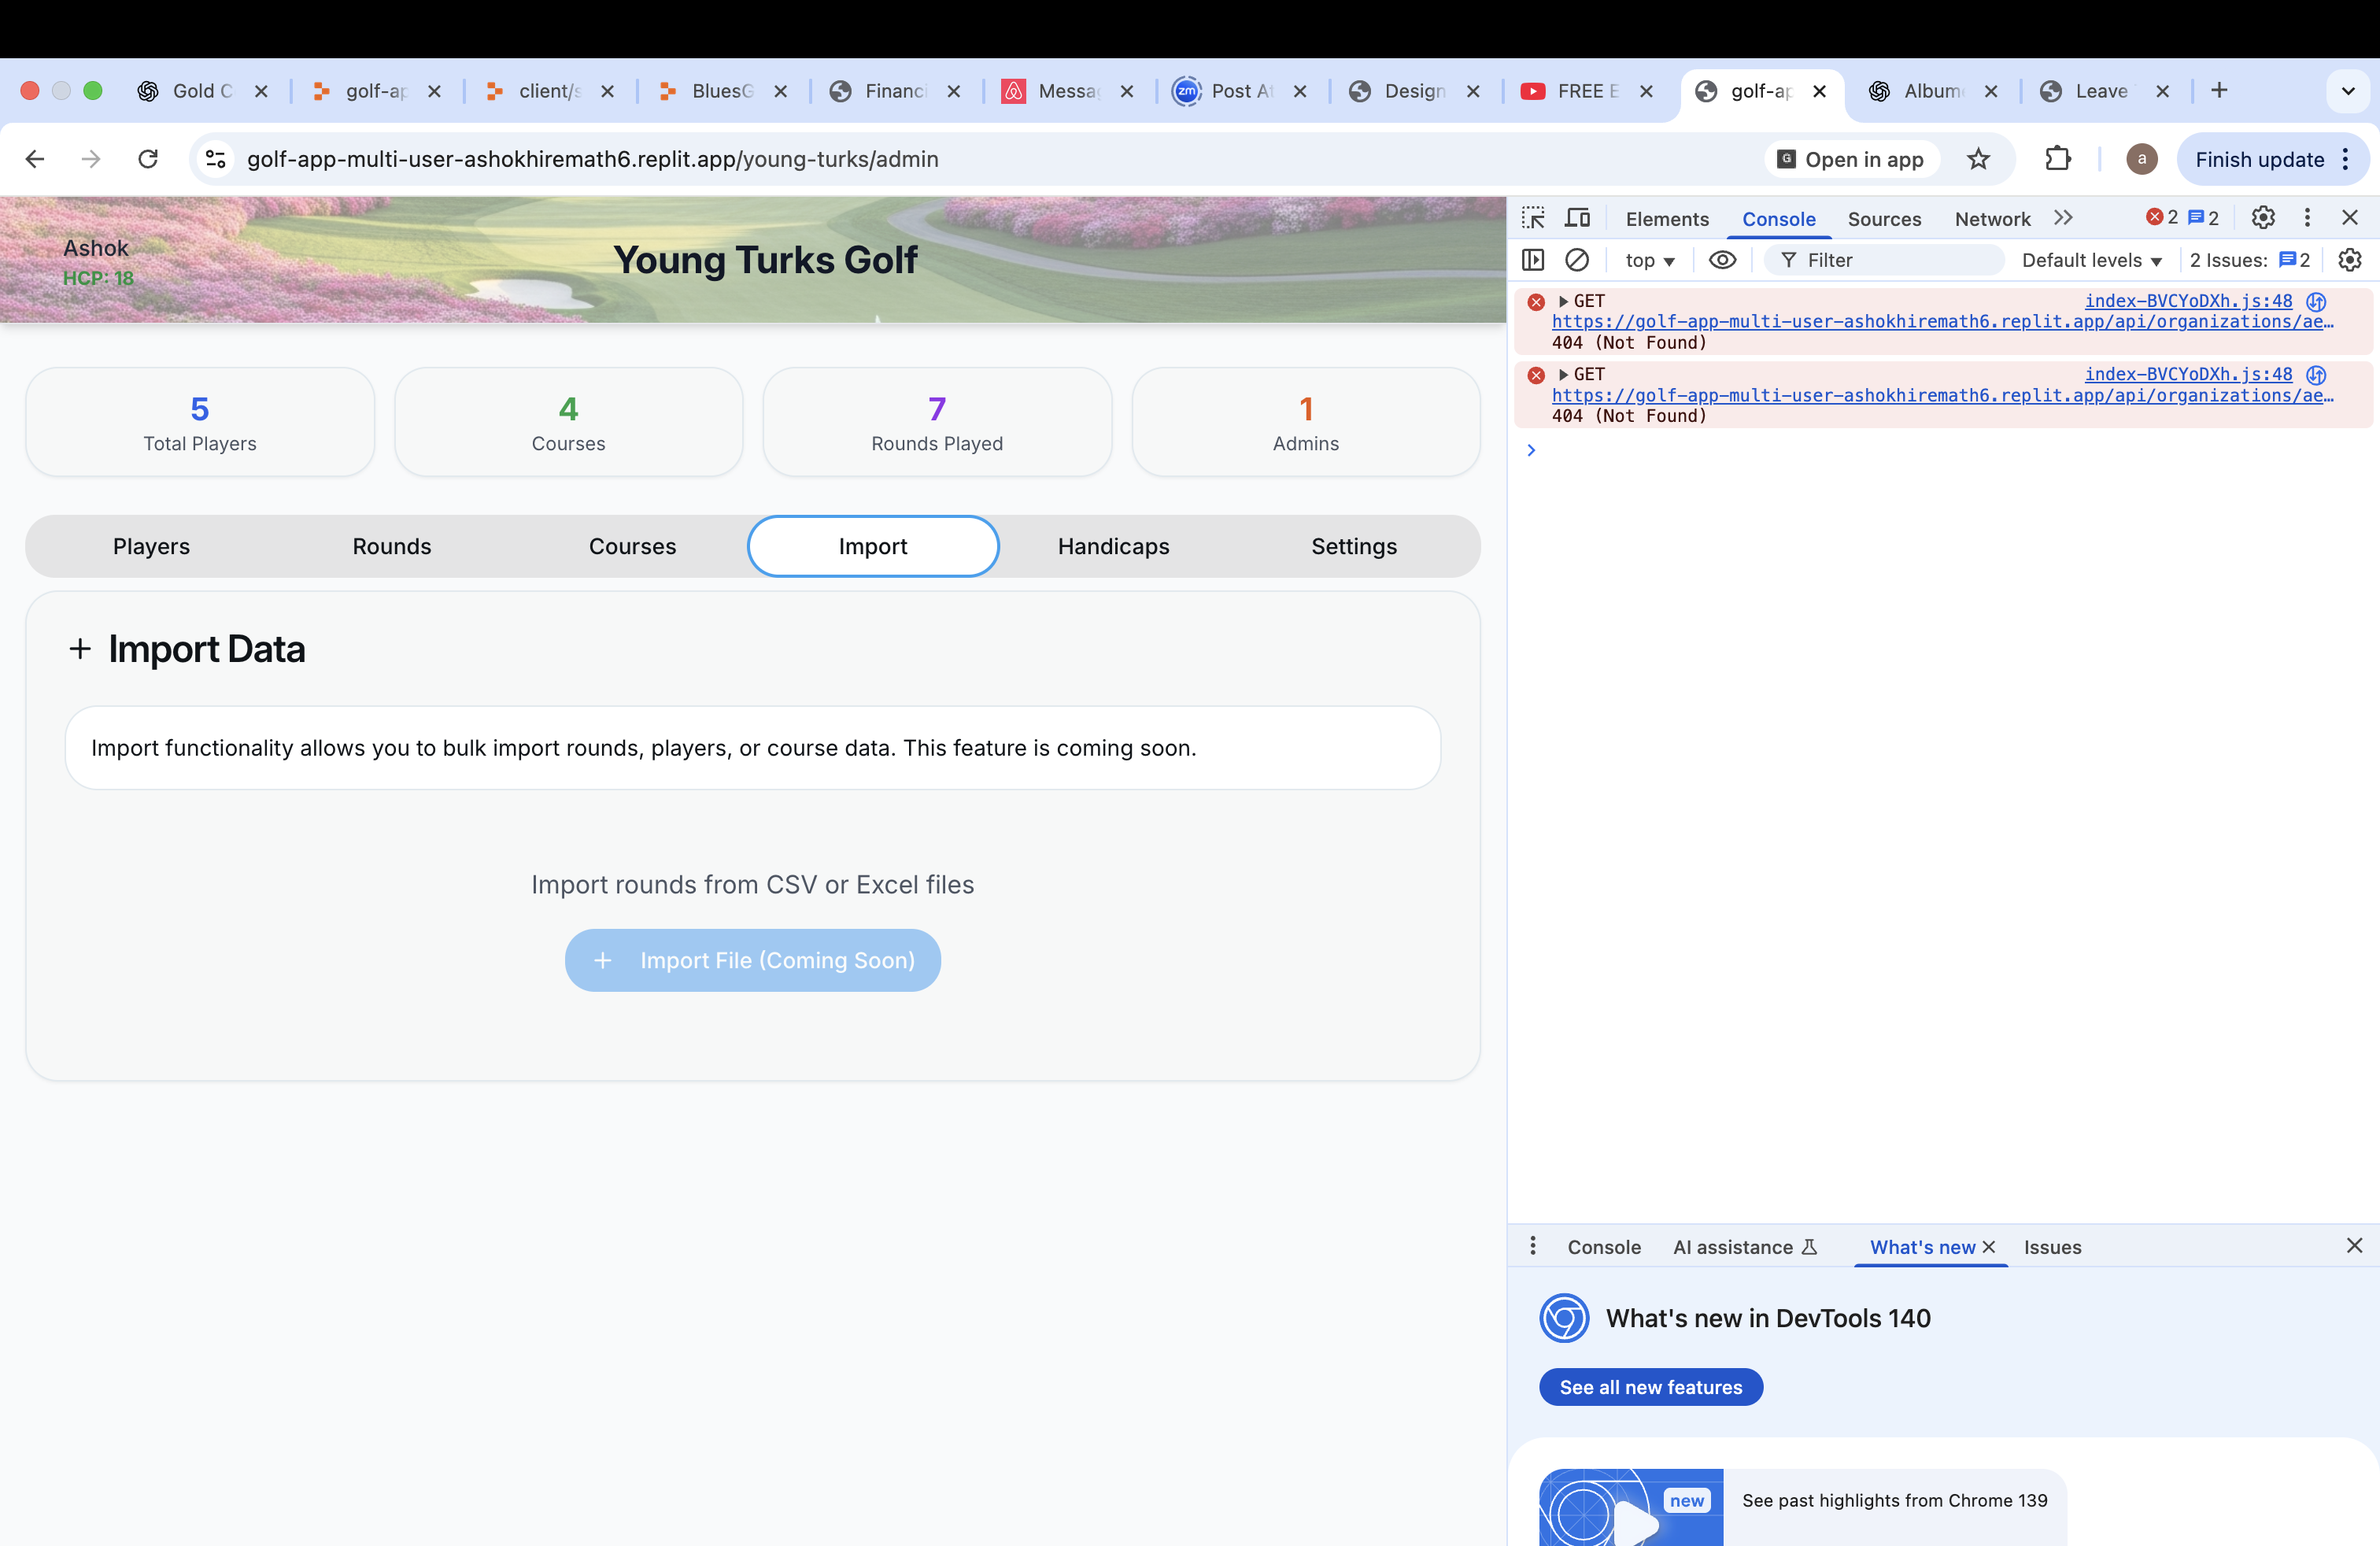 Gold C
golf-ap
client/s
BluesG
Financi
Messa
Post At
Design
FREE E
golf-ap
Album
Leave
golf-app-multi-user-ashokhiremath6.replit.app/young-turks/admin
Open in app
a
Finish update
Ashok
HCP: 18
Young Turks Golf
5
Total Players
4
Courses
7
Rounds Played
1
Admins
Players
Rounds
Courses
Import
Handicaps
Settings
+ Import Data
Import functionality allows you to bulk import rounds, players, or course data. This feature is coming soon.
Import rounds from CSV or Excel files
+ Import File (Coming Soon)
Elements
Console
Sources
Network
2
2
top
Filter
Default levels
2 Issues: 2
GET index-BVCYoDXh.js:48
https://golf-app-multi-user-ashokhiremath6.replit.app/api/organizations/ae…
404 (Not Found)
GET index-BVCYoDXh.js:48
https://golf-app-multi-user-ashokhiremath6.replit.app/api/organizations/ae…
404 (Not Found)
Console
AI assistance
What's new
Issues
What's new in DevTools 140
See all new features
new
See past highlights from Chrome 139